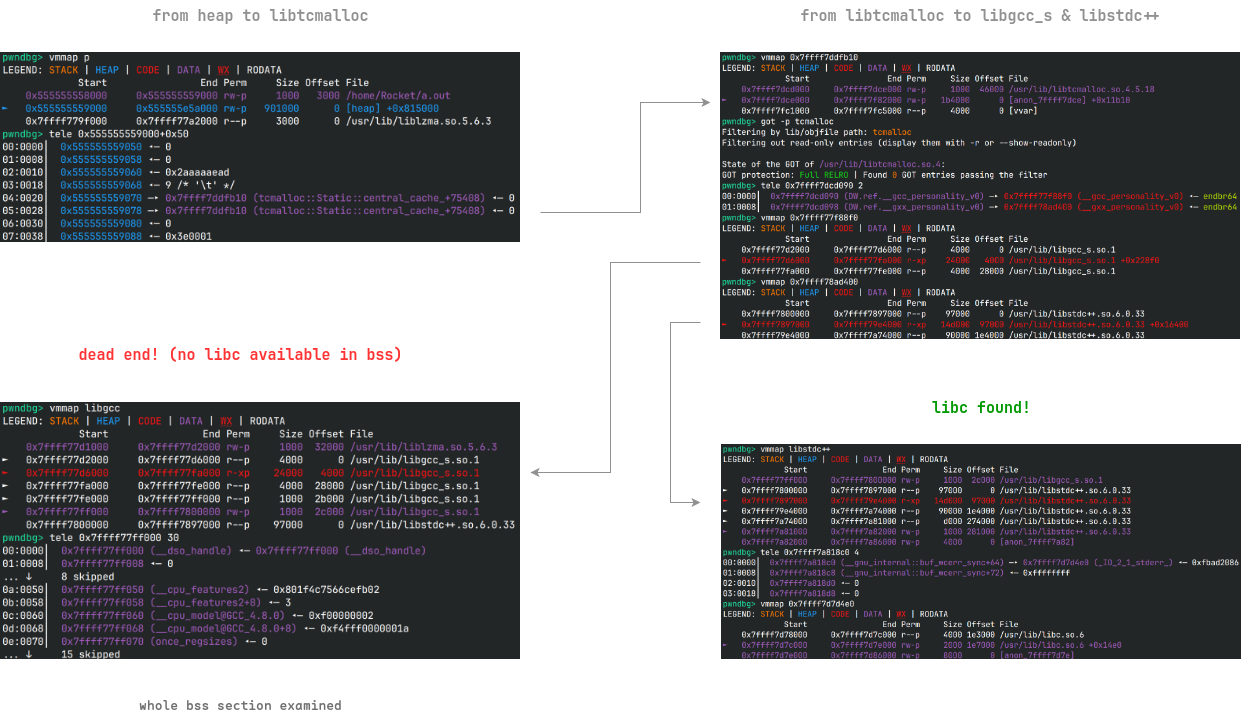 from heap to libtcmalloc
pwndbg> vmmap p
LEGEND: STACK | HEAP | CODE | DATA | WX | RODATA
Start End Perm Size Offset File
0x555555558000 0x555555559000 rw-p 1000 3000 /home/Rocket/a.out
► 0x555555559000 0x555555e5a000 rw-p 901000 0 [heap] +0x815000
0x7ffff779f000 0x7ffff77a2000 r--p 3000 0 /usr/lib/liblzma.so.5.6.3
pwndbg> tele 0x555555559000+0x50
00:0000│ 0x555555559050 ◂— 0
01:0008│ 0x555555559058 ◂— 0
02:0010│ 0x555555559060 ◂— 0x2aaaaaead
03:0018│ 0x555555559068 ◂— 9 /* '\t' */
04:0020│ 0x555555559070 —▸ 0x7ffff7ddfb10 (tcmalloc::Static::central_cache_+75408) ◂— 0
05:0028│ 0x555555559078 —▸ 0x7ffff7ddfb10 (tcmalloc::Static::central_cache_+75408) ◂— 0
06:0030│ 0x555555559080 ◂— 0
07:0038│ 0x555555559088 ◂— 0x3e0001
from libtcmalloc to libgcc_s & libstdc++
pwndbg> vmmap 0x7ffff7ddfb10
LEGEND: STACK | HEAP | CODE | DATA | WX | RODATA
Start End Perm Size Offset File
0x7ffff7dcd000 0x7ffff7dce000 rw-p 1000 46000 /usr/lib/libtcmalloc.so.4.5.18
► 0x7ffff7dce000 0x7ffff7f82000 rw-p 1b4000 0 [anon_7ffff7dce] +0x11b10
0x7ffff7fc1000 0x7ffff7fc5000 r--p 4000 0 [vvar]
pwndbg> got -p tcmalloc
Filtering by lib/objfile path: tcmalloc
Filtering out read-only entries (display them with -r or --show-readonly)
State of the GOT of /usr/lib/libtcmalloc.so.4:
GOT protection: Full RELRO | Found 0 GOT entries passing the filter
pwndbg> tele 0x7ffff7dcd090 2
00:0000│ 0x7ffff7dcd090 (DW.ref.__gcc_personality_v0) —▸ 0x7ffff77f88f0 (__gcc_personality_v0) ◂— endbr64
01:0008│ 0x7ffff7dcd098 (DW.ref.__gxx_personality_v0) —▸ 0x7ffff78ad400 (__gxx_personality_v0) ◂— endbr64
pwndbg> vmmap 0x7ffff77f88f0
LEGEND: STACK | HEAP | CODE | DATA | WX | RODATA
Start End Perm Size Offset File
0x7ffff77d2000 0x7ffff77d6000 r--p 4000 0 /usr/lib/libgcc_s.so.1
► 0x7ffff77d6000 0x7ffff77fa000 r-xp 24000 4000 /usr/lib/libgcc_s.so.1 +0x228f0
0x7ffff77fa000 0x7ffff77fe000 r--p 4000 28000 /usr/lib/libgcc_s.so.1
pwndbg> vmmap 0x7ffff78ad400
LEGEND: STACK | HEAP | CODE | DATA | WX | RODATA
Start End Perm Size Offset File
0x7ffff7800000 0x7ffff7897000 r--p 97000 0 /usr/lib/libstdc++.so.6.0.33
► 0x7ffff7897000 0x7ffff79e4000 r-xp 14d000 97000 /usr/lib/libstdc++.so.6.0.33 +0x16400
0x7ffff79e4000 0x7ffff7a74000 r--p 90000 1e4000 /usr/lib/libstdc++.so.6.0.33
dead end! (no libc available in bss)
pwndbg> vmmap libgcc
LEGEND: STACK | HEAP | CODE | DATA | WX | RODATA
Start End Perm Size Offset File
0x7ffff77d1000 0x7ffff77d2000 rw-p 1000 32000 /usr/lib/liblzma.so.5.6.3
► 0x7ffff77d2000 0x7ffff77d6000 r--p 4000 0 /usr/lib/libgcc_s.so.1
► 0x7ffff77d6000 0x7ffff77fa000 r-xp 24000 4000 /usr/lib/libgcc_s.so.1
► 0x7ffff77fa000 0x7ffff77fe000 r--p 4000 28000 /usr/lib/libgcc_s.so.1
► 0x7ffff77fe000 0x7ffff77ff000 r--p 1000 2b000 /usr/lib/libgcc_s.so.1
► 0x7ffff77ff000 0x7ffff7800000 rw-p 1000 2c000 /usr/lib/libgcc_s.so.1
0x7ffff7800000 0x7ffff7897000 r--p 97000 0 /usr/lib/libstdc++.so.6.0.33
pwndbg> tele 0x7ffff77ff000 30
00:0000│ 0x7ffff77ff000 (__dso_handle) ◂— 0x7ffff77ff000 (__dso_handle)
01:0008│ 0x7ffff77ff008 ◂— 0
... ↓ 8 skipped
0a:0050│ 0x7ffff77ff050 (__cpu_features2) ◂— 0x801f4c7566cefb02
0b:0058│ 0x7ffff77ff058 (__cpu_features2+8) ◂— 3
0c:0060│ 0x7ffff77ff060 (__cpu_model@GCC_4.8.0) ◂— 0xf00000002
0d:0068│ 0x7ffff77ff068 (__cpu_model@GCC_4.8.0+8) ◂— 0xf4fff0000001a
0e:0070│ 0x7ffff77ff070 (once_regsizes) ◂— 0
... ↓ 15 skipped
whole bss section examined
libc found!
pwndbg> vmmap libstdc++
LEGEND: STACK | HEAP | CODE | DATA | WX | RODATA
Start End Perm Size Offset File
0x7ffff77ff000 0x7ffff7800000 rw-p 1000 2c000 /usr/lib/libgcc_s.so.1
► 0x7ffff7800000 0x7ffff7897000 r--p 97000 0 /usr/lib/libstdc++.so.6.0.33
► 0x7ffff7897000 0x7ffff79e4000 r-xp 14d000 97000 /usr/lib/libstdc++.so.6.0.33
► 0x7ffff79e4000 0x7ffff7a74000 r--p 90000 1e4000 /usr/lib/libstdc++.so.6.0.33
► 0x7ffff7a74000 0x7ffff7a81000 r--p d000 274000 /usr/lib/libstdc++.so.6.0.33
► 0x7ffff7a81000 0x7ffff7a82000 rw-p 1000 281000 /usr/lib/libstdc++.so.6.0.33
0x7ffff7a82000 0x7ffff7a86000 rw-p 4000 0 [anon_7ffff7a82]
pwndbg> tele 0x7ffff7a818c0 4
00:0000│ 0x7ffff7a818c0 (__gnu_internal::buf_wcerr_sync+64) —▸ 0x7ffff7d7d4e0 (_IO_2_1_stderr_) ◂— 0xfbad2086
01:0008│ 0x7ffff7a818c8 (__gnu_internal::buf_wcerr_sync+72) ◂— 0xffffffff
02:0010│ 0x7ffff7a818d0 ◂— 0
03:0018│ 0x7ffff7a818d8 ◂— 0
pwndbg> vmmap 0x7ffff7d7d4e0
LEGEND: STACK | HEAP | CODE | DATA | WX | RODATA
Start End Perm Size Offset File
0x7ffff7d78000 0x7ffff7d7c000 r--p 4000 1e3000 /usr/lib/libc.so.6
► 0x7ffff7d7c000 0x7ffff7d7e000 rw-p 2000 1e7000 /usr/lib/libc.so.6 +0x14e0
0x7ffff7d7e000 0x7ffff7d86000 rw-p 8000 0 [anon_7ffff7d7e]